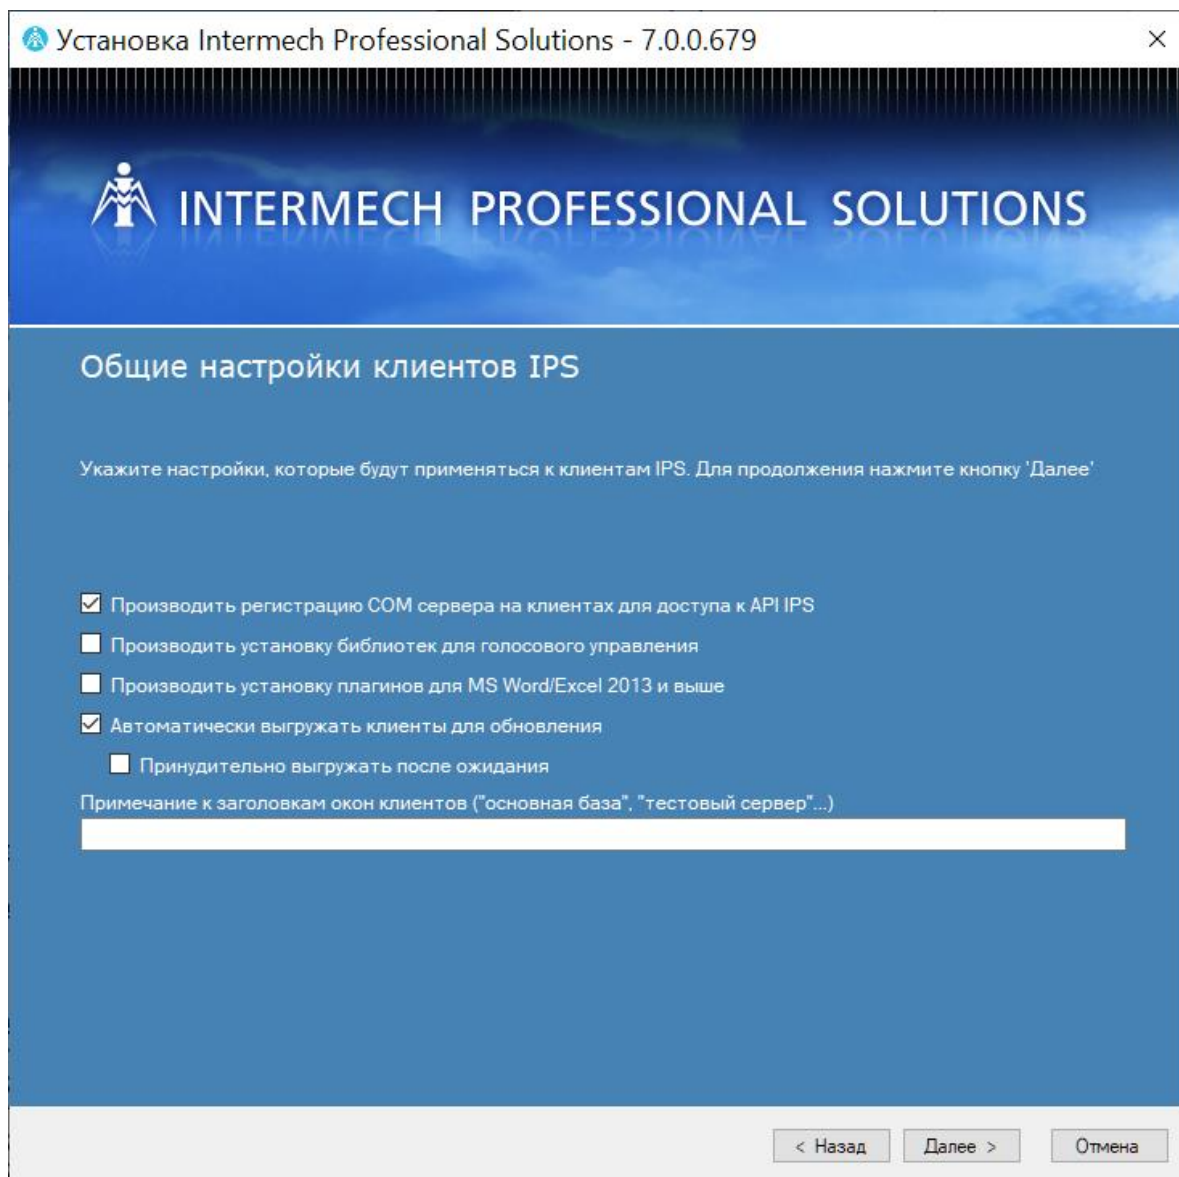 Установка Intermech Professional Solutions - 7.0.0.679
INTERMECH PROFESSIONAL SOLUTIONS
Общие настройки клиентов IPS
Укажите настройки, которые будут применяться к клиентам IPS. Для продолжения нажмите кнопку 'Далее'
Производить регистрацию COM сервера на клиентах для доступа к API IPS
Производить установку библиотек для голосового управления
Производить установку плагинов для MS Word/Excel 2013 и выше
Автоматически выгружать клиенты для обновления
Принудительно выгружать после ожидания
Примечание к заголовкам окон клиентов ("основная база", "тестовый сервер"...)
< Назад Далее > Отмена